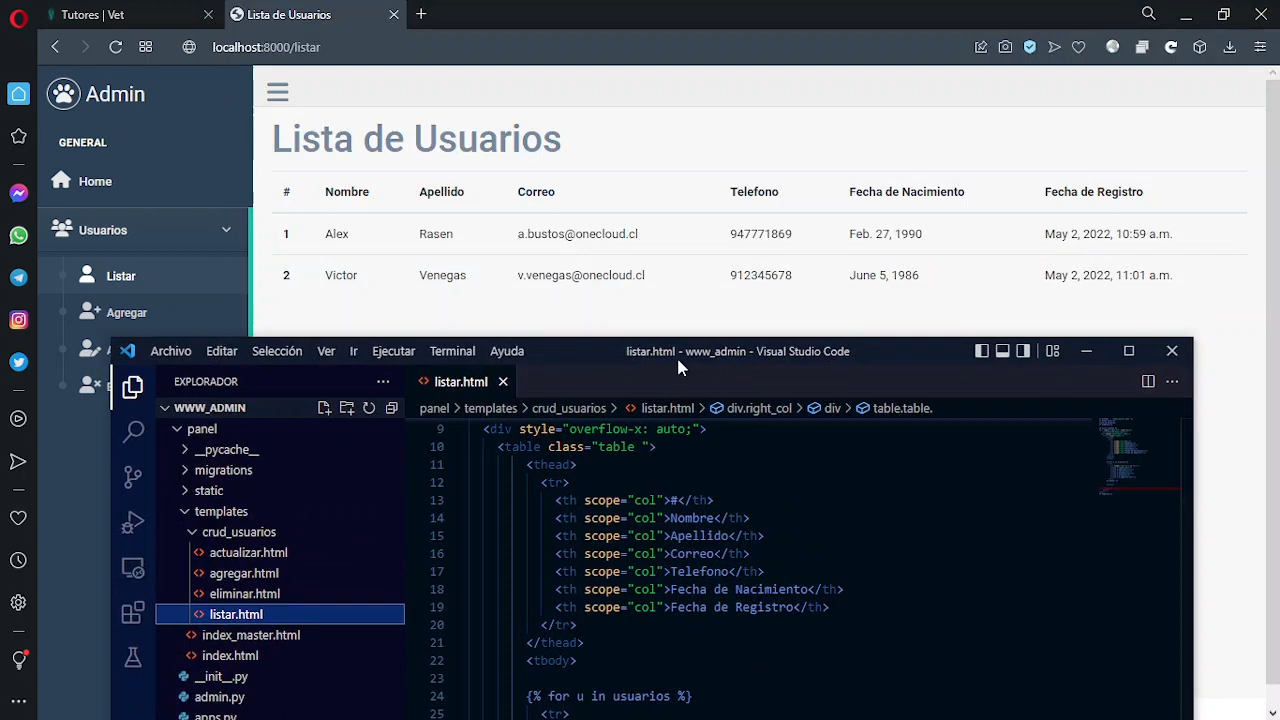 Tutores | Vet
Lista de Usuarios
localhost:8000/listar
Admin
GENERAL
Home
Usuarios
Listar
Agregar
Lista de Usuarios
# Nombre Apellido Correo Telefono Fecha de Nacimiento Fecha de Registro
1 Alex Rasen a.bustos@onecloud.cl 947771869 Feb. 27, 1990 May 2, 2022, 10:59 a.m.
2 Victor Venegas v.venegas@onecloud.cl 912345678 June 5, 1986 May 2, 2022, 11:01 a.m.
Archivo Editar Selección Ver Ir Ejecutar Terminal Ayuda listar.html - www_admin - Visual Studio Code
EXPLORADOR
WWW_ADMIN
panel
__pycache__
migrations
static
templates
crud_usuarios
actualizar.html
agregar.html
eliminar.html
listar.html
index_master.html
index.html
__init__.py
admin.py
apps.py
listar.html
panel > templates > crud_usuarios > listar.html > div.right_col > div > table.table.
9 <div style="overflow-x: auto;">
10 <table class="table ">
11 <thead>
12 <tr>
13 <th scope="col">#</th>
14 <th scope="col">Nombre</th>
15 <th scope="col">Apellido</th>
16 <th scope="col">Correo</th>
17 <th scope="col">Telefono</th>
18 <th scope="col">Fecha de Nacimiento</th>
19 <th scope="col">Fecha de Registro</th>
20 </tr>
21 </thead>
22 <tbody>
23
24 {% for u in usuarios %}
25 <tr>